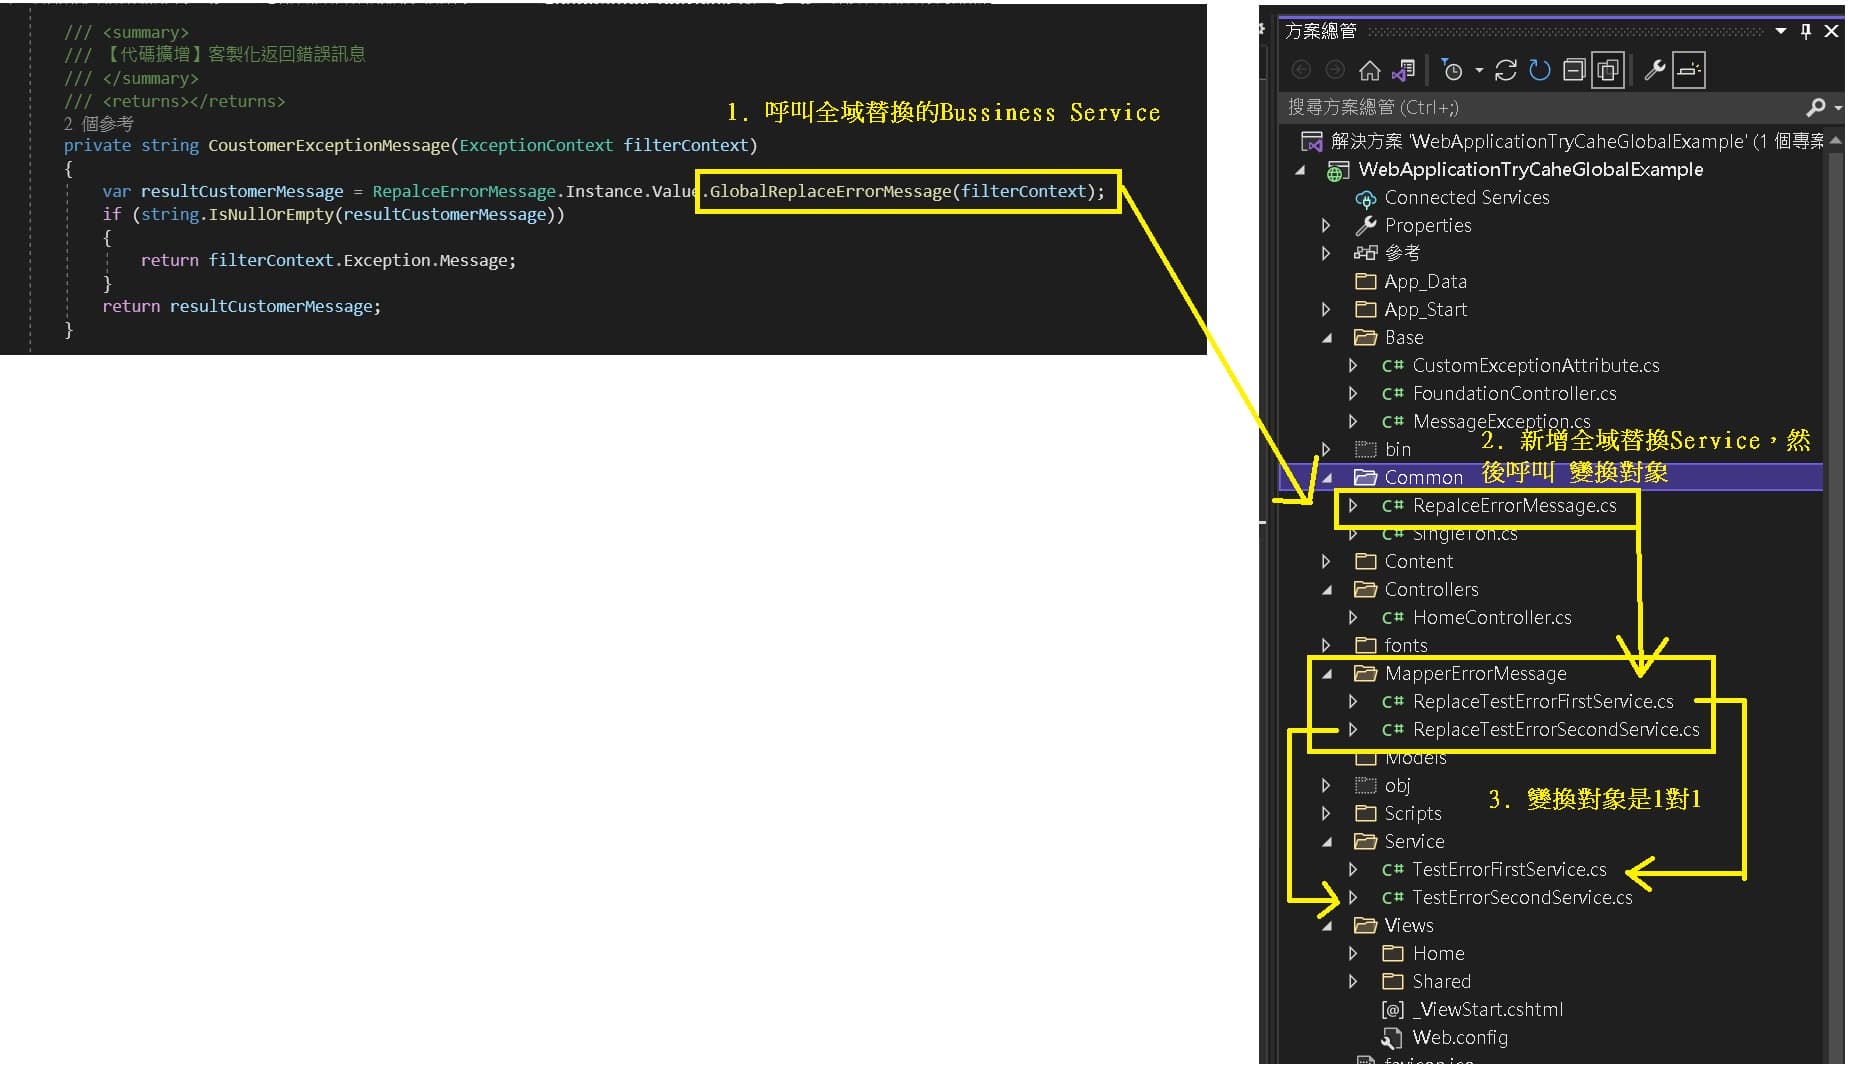 /// <summary>
/// 【代碼擴增】客製化返回錯誤訊息
/// </summary>
/// <returns></returns>
2 個參考
private string CoustomerExceptionMessage(ExceptionContext filterContext)
{
var resultCustomerMessage = RepalceErrorMessage.Instance.Value.GlobalReplaceErrorMessage(filterContext);
if (string.IsNullOrEmpty(resultCustomerMessage))
{
return filterContext.Exception.Message;
}
return resultCustomerMessage;
}
1. 呼叫全域替換的Bussiness Service
方案總管
搜尋方案總管 (Ctrl+;)
解決方案 'WebApplicationTryCaheGlobalExample' (1 個專案
WebApplicationTryCaheGlobalExample
Connected Services
Properties
參考
App_Data
App_Start
Base
C# CustomExceptionAttribute.cs
C# FoundationController.cs
C# MessageException.cs
bin
2. 新增全域替換Service，然
後呼叫 變換對象
Common
C# RepalceErrorMessage.cs
C# SingleTon.cs
Content
Controllers
C# HomeController.cs
fonts
MapperErrorMessage
C# ReplaceTestErrorFirstService.cs
C# ReplaceTestErrorSecondService.cs
Models
obj
3. 變換對象是1對1
Scripts
Service
C# TestErrorFirstService.cs
C# TestErrorSecondService.cs
Views
Home
Shared
[@] _ViewStart.cshtml
Web.config
favicon.ico